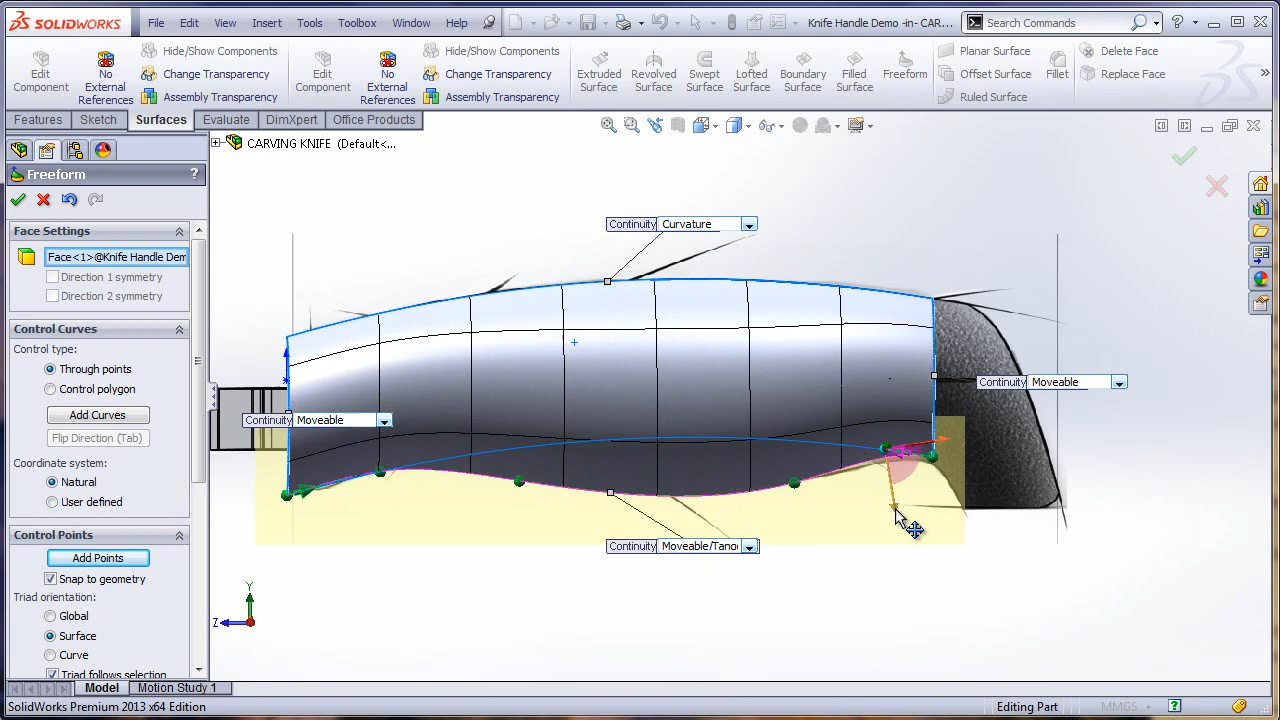 SOLIDWORKS File Edit View Insert Tools Toolbox Window Help Knife Handle Demo -in- CAR... Search Commands
Edit Component
No External References
Hide/Show Components
Change Transparency
Assembly Transparency
Edit Component
No External References
Hide/Show Components
Change Transparency
Assembly Transparency
Extruded Surface
Revolved Surface
Swept Surface
Lofted Surface
Boundary Surface
Filled Surface
Freeform
Planar Surface
Offset Surface
Ruled Surface
Fillet
Delete Face
Replace Face
Features Sketch Surfaces Evaluate DimXpert Office Products
CARVING KNIFE (Default<...
Freeform ?
Face Settings
Face<1>@Knife Handle Dem
Direction 1 symmetry
Direction 2 symmetry
Control Curves
Control type:
Through points
Control polygon
Add Curves
Flip Direction (Tab)
Coordinate system:
Natural
User defined
Control Points
Add Points
Snap to geometry
Triad orientation:
Global
Surface
Curve
Triad follows selection
Continuity Curvature
Continuity Moveable
Continuity Moveable
Continuity Moveable/Tang
Y
Z
Model Motion Study 1
SolidWorks Premium 2013 x64 Edition Editing Part MMGS